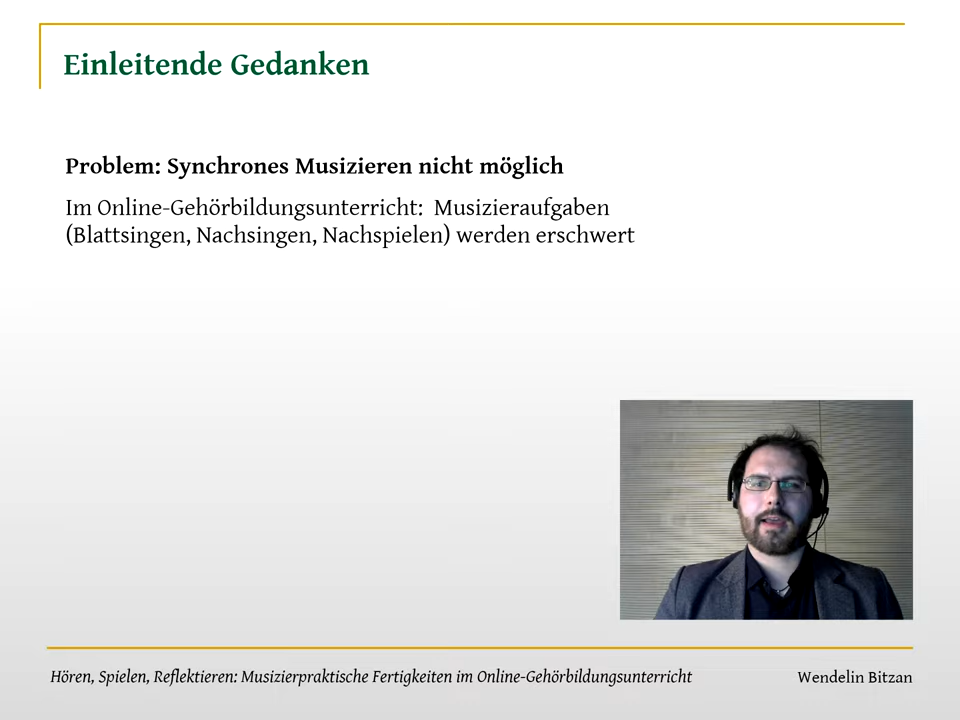 Einleitende Gedanken
Problem: Synchrones Musizieren nicht möglich
Im Online-Gehörbildungsunterricht: Musizieraufgaben
(Blattsingen, Nachsingen, Nachspielen) werden erschwert
Hören, Spielen, Reflektieren: Musizierpraktische Fertigkeiten im Online-Gehörbildungsunterricht
Wendelin Bitzan